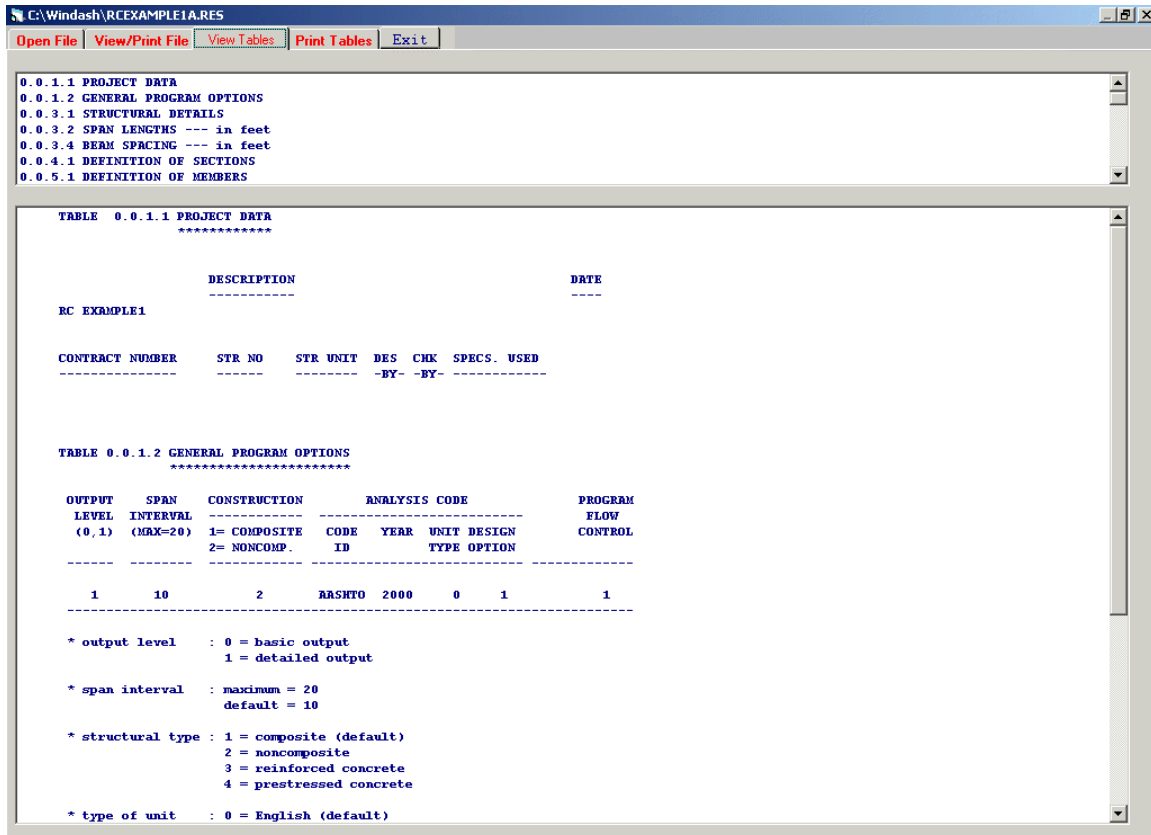 C:\Windash\RCEXAMPLE1A.RES
Open File View/Print File View Tables Print Tables Exit
0.0.1.1 PROJECT DATA
0.0.1.2 GENERAL PROGRAM OPTIONS
0.0.3.1 STRUCTURAL DETAILS
0.0.3.2 SPAN LENGTHS --- in feet
0.0.3.4 BEAM SPACING --- in feet
0.0.4.1 DEFINITION OF SECTIONS
0.0.5.1 DEFINITION OF MEMBERS
TABLE 0.0.1.1 PROJECT DATA
************
DESCRIPTION DATE
----------- ----
RC EXAMPLE1
CONTRACT NUMBER STR NO STR UNIT DES CHK SPECS. USED
--------------- ------ -------- -BY- -BY- ------------
TABLE 0.0.1.2 GENERAL PROGRAM OPTIONS
***********************
OUTPUT SPAN CONSTRUCTION ANALYSIS CODE PROGRAM
LEVEL INTERVAL ------------ -------------------------- FLOW
(0,1) (MAX=20) 1= COMPOSITE CODE YEAR UNIT DESIGN CONTROL
2= NONCOMP. ID TYPE OPTION
------ -------- ------------ --------------------------- -------------
1 10 2 AASHTO 2000 0 1 1
------------------------------------------------------------------------
* output level : 0 = basic output
1 = detailed output
* span interval : maximum = 20
default = 10
* structural type : 1 = composite (default)
2 = noncomposite
3 = reinforced concrete
4 = prestressed concrete
* type of unit : 0 = English (default)